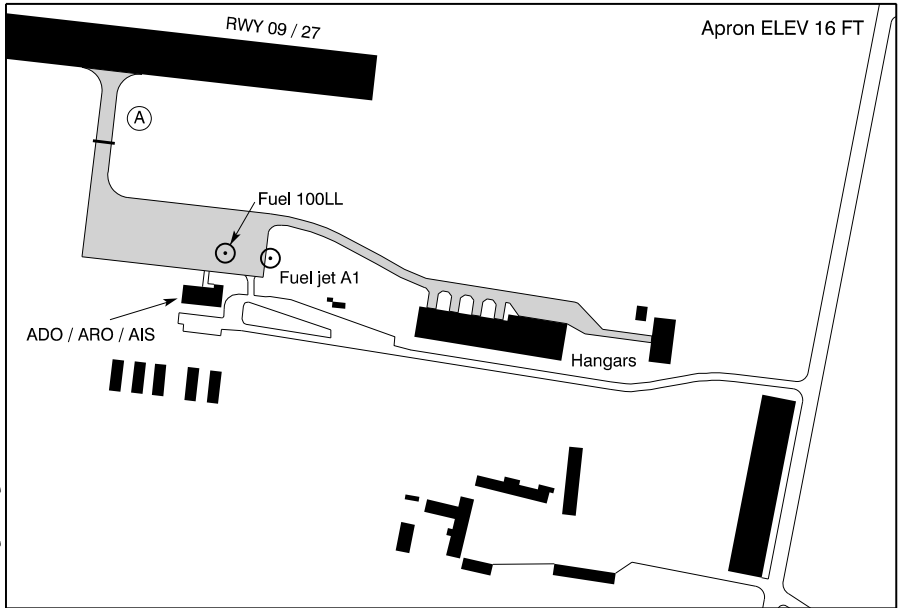 RWY 09 / 27
Apron ELEV 16 FT
A
Fuel 100LL
Fuel jet A1
ADO / ARO / AIS
Hangars